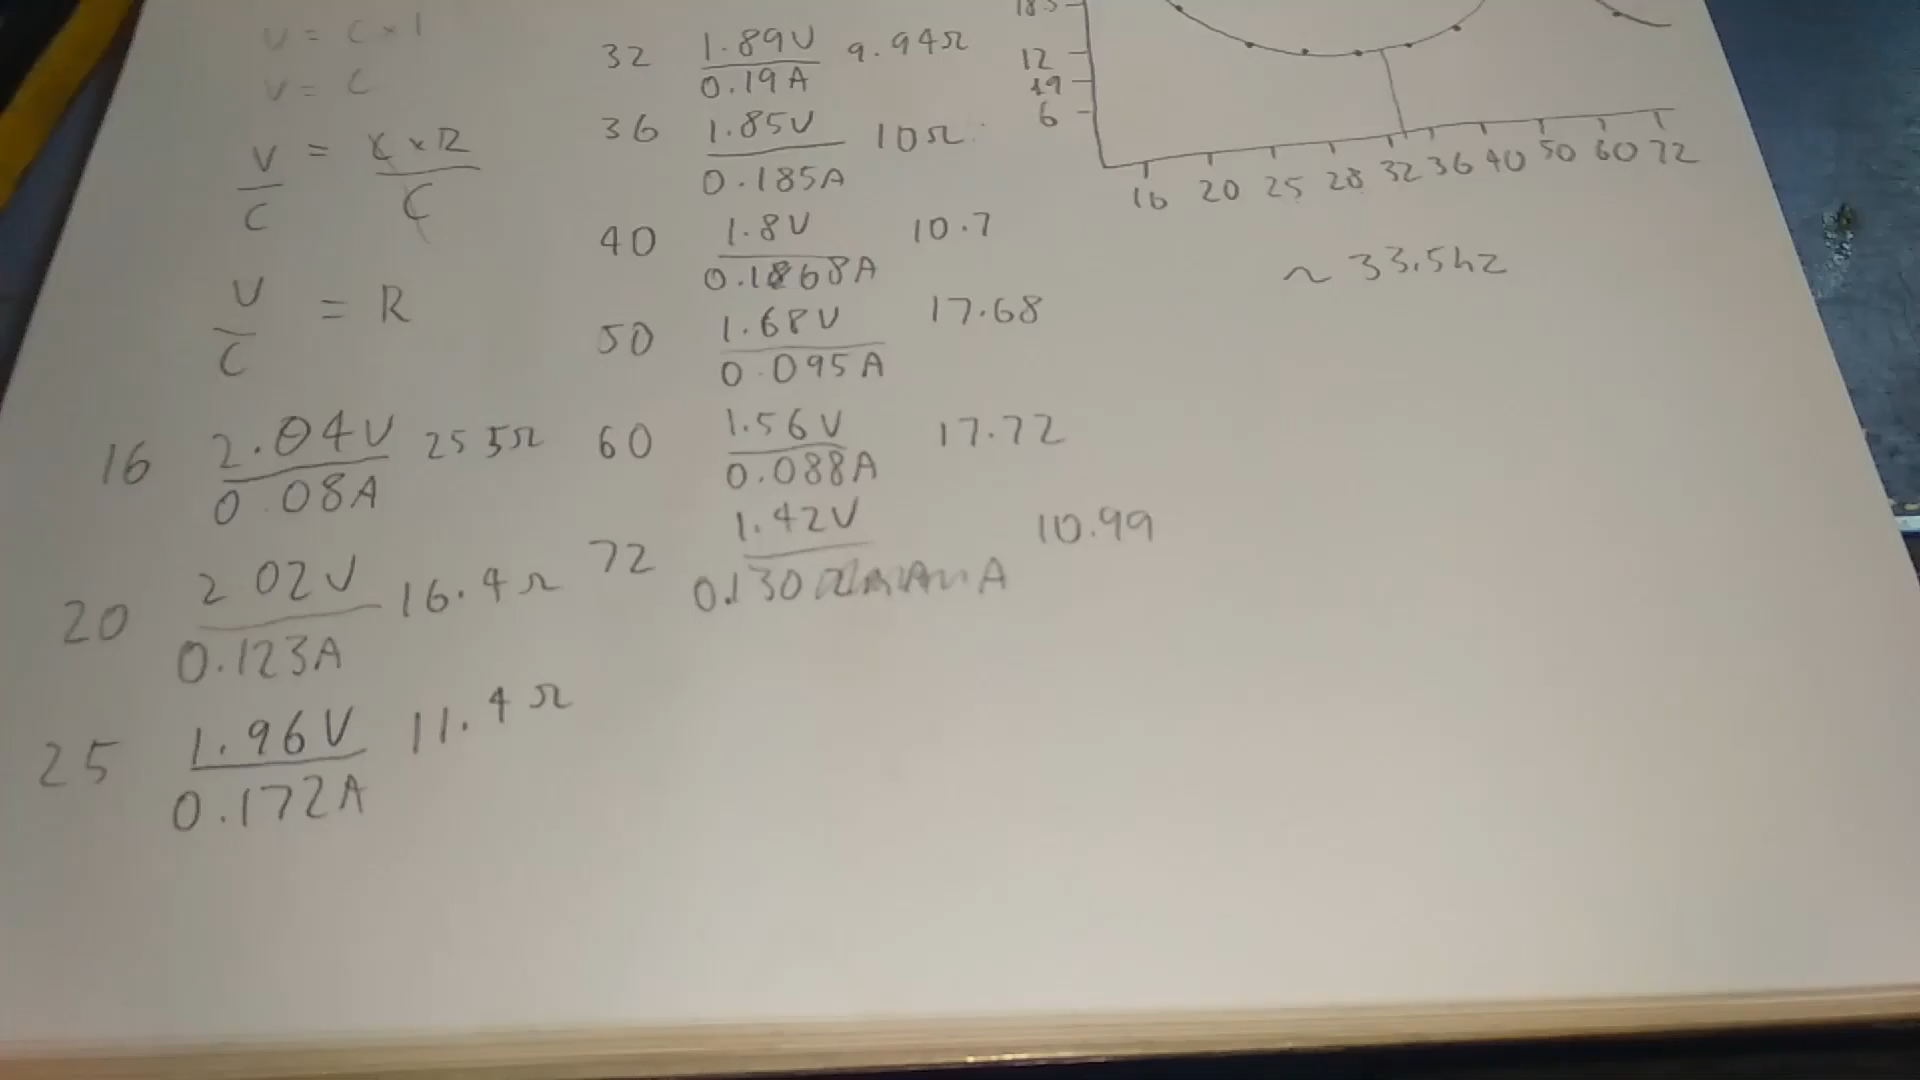 V = C × I
V = C
V = C × R
C C
V = R
C
16 2.04V 25 5Ω
0.08A
20 2 02V 16.4Ω
0.123A
25 1.96V 11.4Ω
0.172A
32 1.89V 9.94Ω
0.19A
36 1.85V 10Ω
0.185A
40 1.8V 10.7
0.1868A
50 1.68V 17.68
0.095A
60 1.56V 17.72
0.088A
72 1.42V 10.99
0.130 A
18.5
12
19
6
16 20 25 28 32 36 40 50 60 72
~ 33.5hz